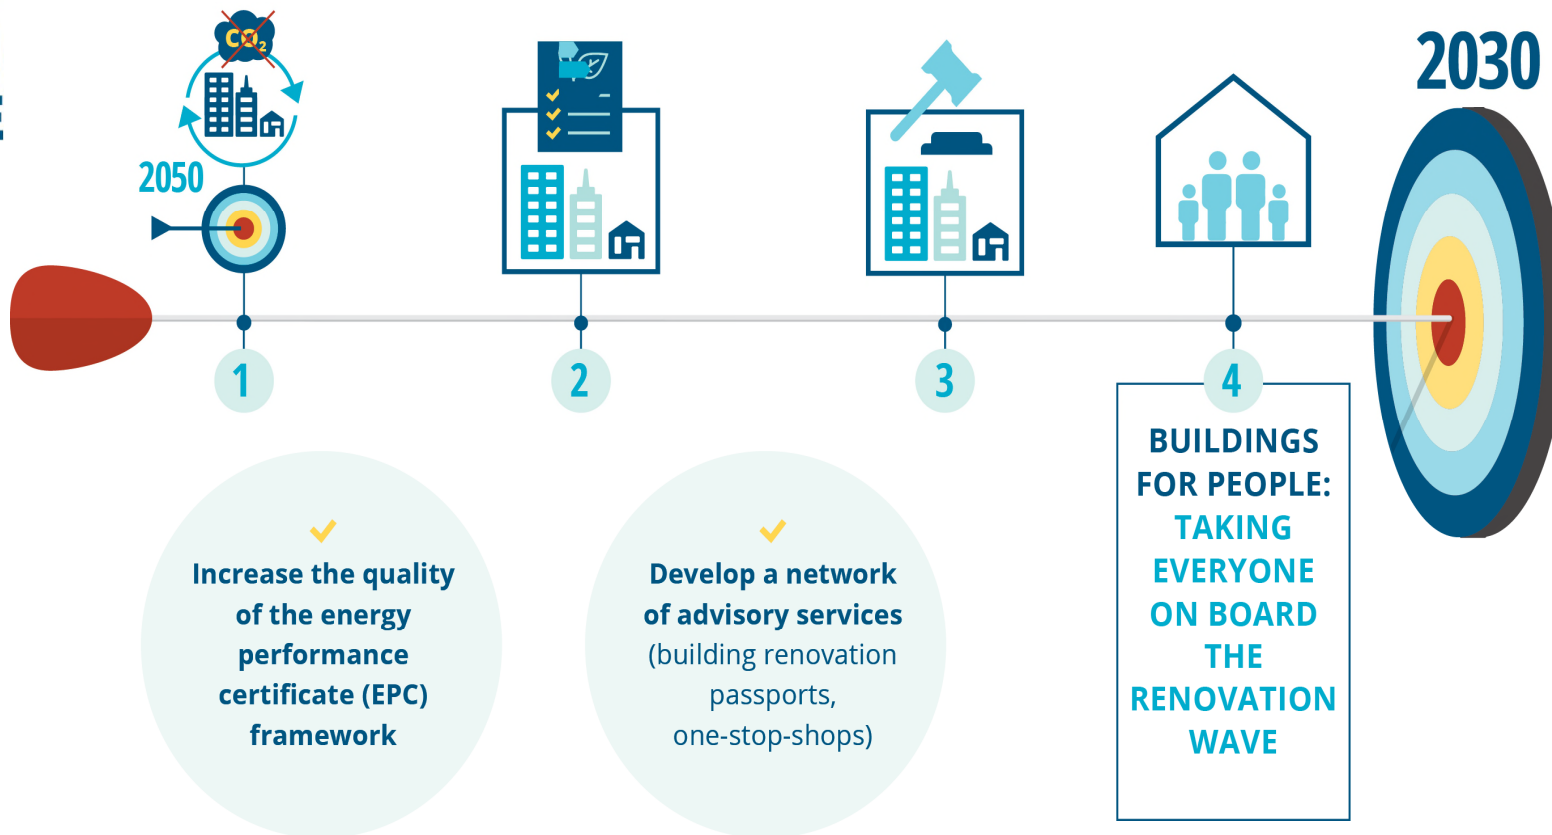 2030
CO2
2050
1
2
3
4
BUILDINGS
FOR PEOPLE:
TAKING
EVERYONE
ON BOARD
THE
RENOVATION
WAVE
Increase the quality
of the energy
performance
certificate (EPC)
framework
Develop a network
of advisory services
(building renovation
passports,
one-stop-shops)